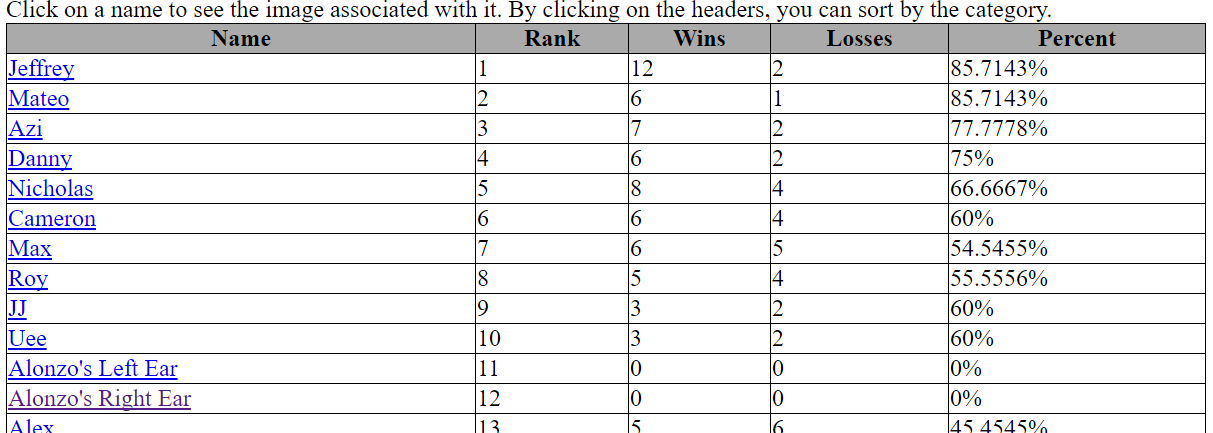 Click on a name to see the image associated with it. By clicking on the headers, you can sort by the category.
Name Rank Wins Losses Percent
Jeffrey 1 12 2 85.7143%
Mateo 2 6 1 85.7143%
Azi 3 7 2 77.7778%
Danny 4 6 2 75%
Nicholas 5 8 4 66.6667%
Cameron 6 6 4 60%
Max 7 6 5 54.5455%
Roy 8 5 4 55.5556%
JJ 9 3 2 60%
Uee 10 3 2 60%
Alonzo's Left Ear 11 0 0 0%
Alonzo's Right Ear 12 0 0 0%
Alex 13 5 6 45.4545%